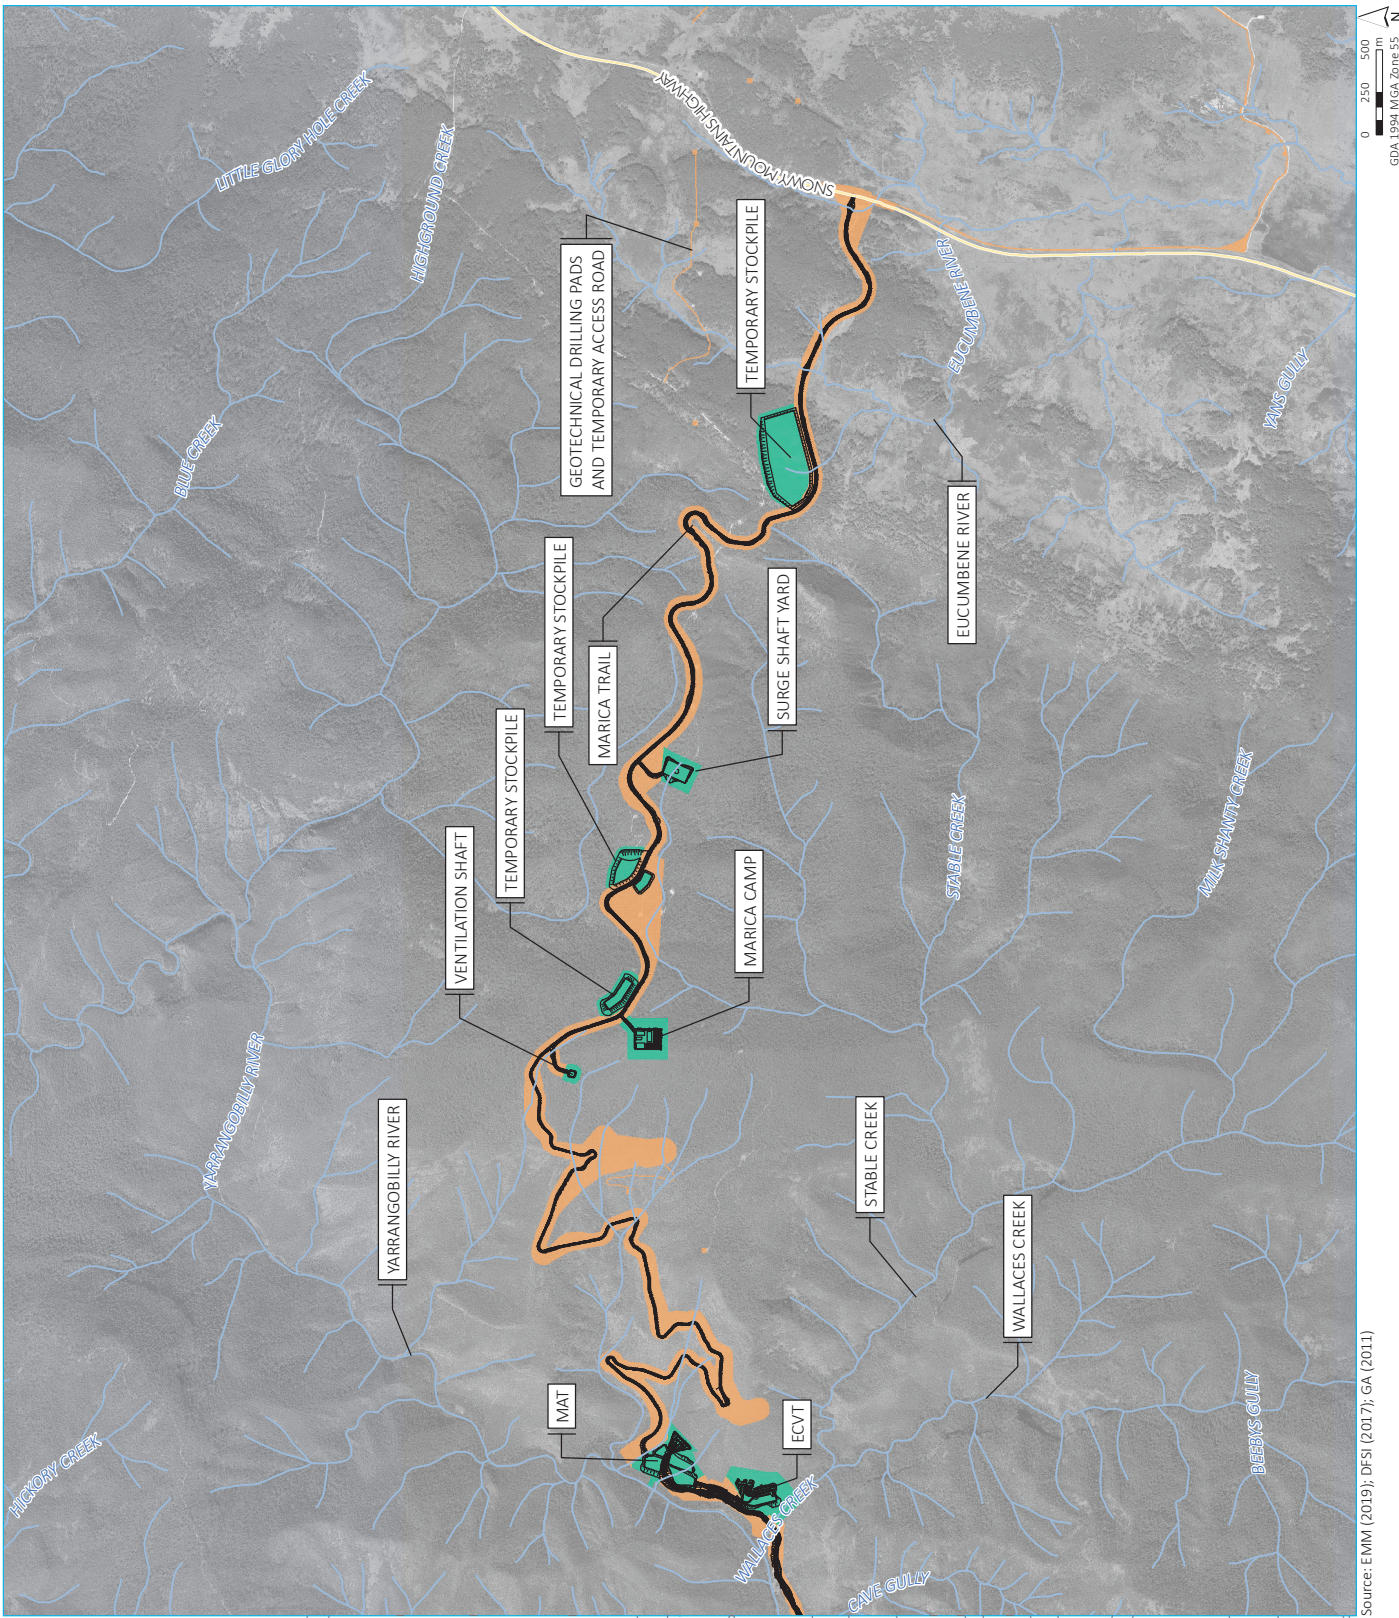 HICKORY CREEK
YARRANGOBILLY RIVER
BLUE CREEK
LITTLE GLORY HOLE CREEK
HIGHGROUND CREEK
SNOWY MOUNTAINS HIGHWAY
YARRANGOBILLY RIVER
VENTILATION SHAFT
TEMPORARY STOCKPILE
TEMPORARY STOCKPILE
MARICA TRAIL
GEOTECHNICAL DRILLING PADS
AND TEMPORARY ACCESS ROAD
TEMPORARY STOCKPILE
MAT
ECVT
MARICA CAMP
SURGE SHAFT YARD
WALLACES CREEK
CAVE GULLY
STABLE CREEK
STABLE CREEK
EUCUMBENE RIVER
EUCUMBENE RIVER
WALLACES CREEK
BEEBYS GULLY
MILK SHANTY CREEK
YANS GULLY
Source: EMM (2019); DFSI (2017); GA (2011)
0 250 500
m
GDA 1994 MGA Zone 55
N